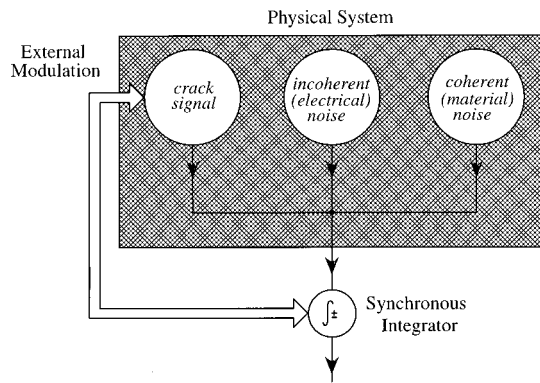 Physical System
External
Modulation
crack
signal
incoherent
(electrical)
noise
coherent
(material)
noise
∫±
Synchronous
Integrator